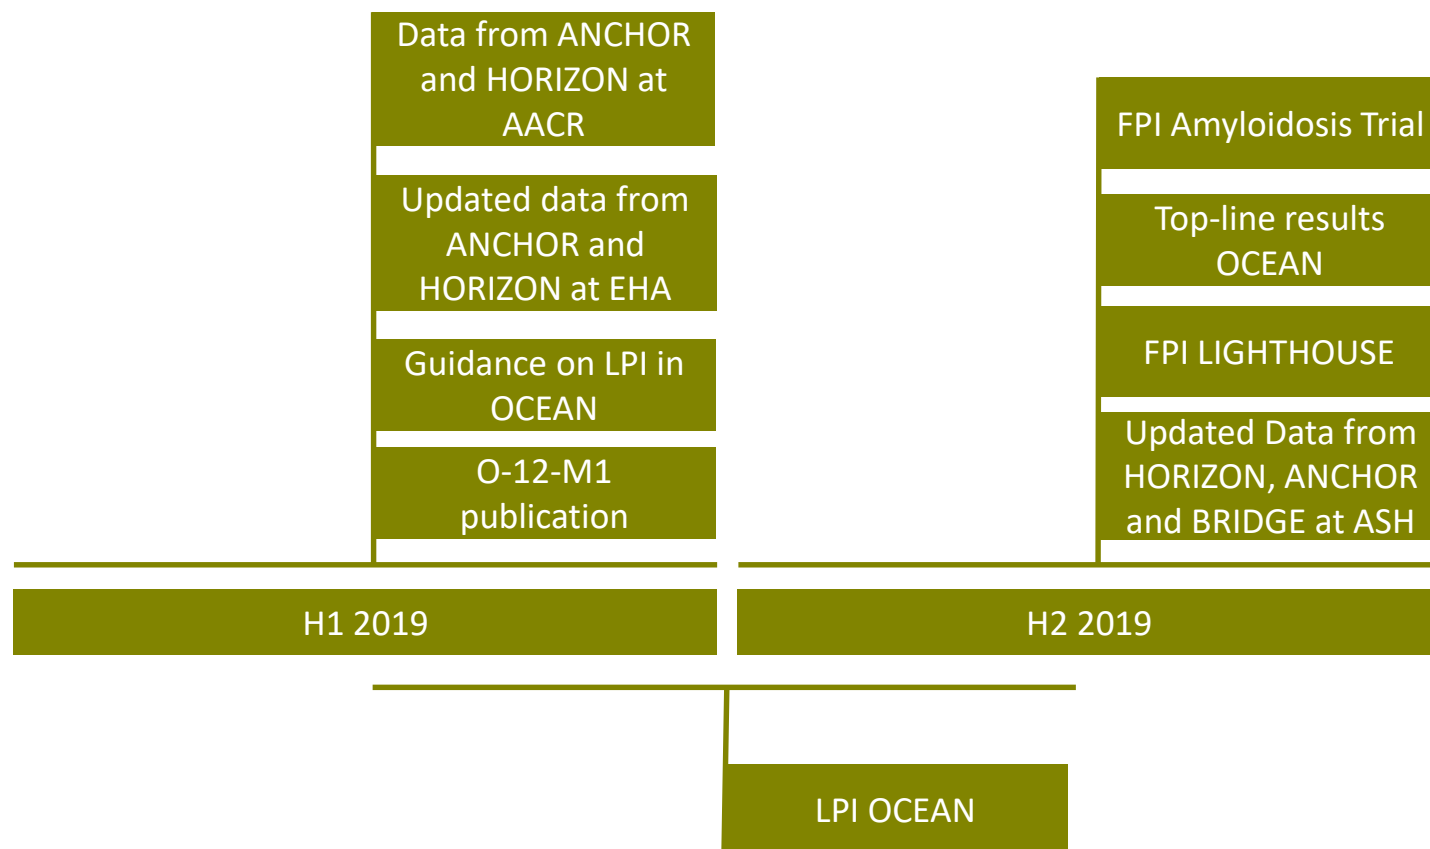 Data from ANCHOR
and HORIZON at
AACR
Updated data from
ANCHOR and
HORIZON at EHA
Guidance on LPI in
OCEAN
O-12-M1
publication
FPI Amyloidosis Trial
Top-line results
OCEAN
FPI LIGHTHOUSE
Updated Data from
HORIZON, ANCHOR
and BRIDGE at ASH
H1 2019
H2 2019
LPI OCEAN